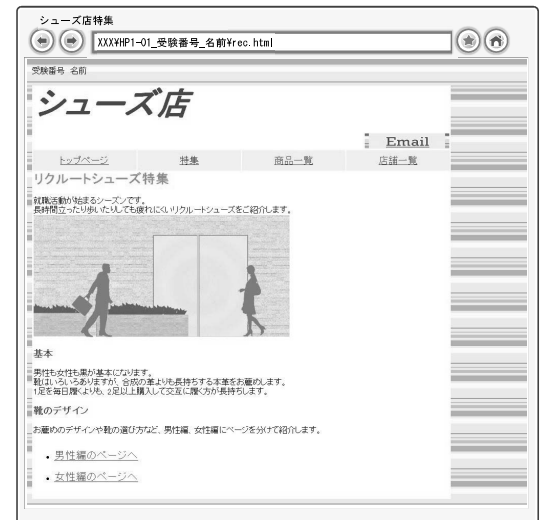 シューズ店特集
XXX¥HP1-01_受験番号_名前¥rec.html
受験番号 名前
シューズ店
Email
トップページ 特集 商品一覧 店舗一覧
リクルートシューズ特集
就職活動が始まるシーズンです。
長時間立ったり歩いたりしても疲れにくいリクルートシューズをご紹介します。
基本
男性も女性も黒が基本になります。
靴はいろいろありますが、合成の革よりも長持ちする本革をお薦めします。
1足を毎日履くよりも、2足以上購入して交互に履く方が長持ちします。
靴のデザイン
お薦めのデザインや靴の選び方など、男性編、女性編にページを分けて紹介します。
• 男性編のページへ
• 女性編のページへ